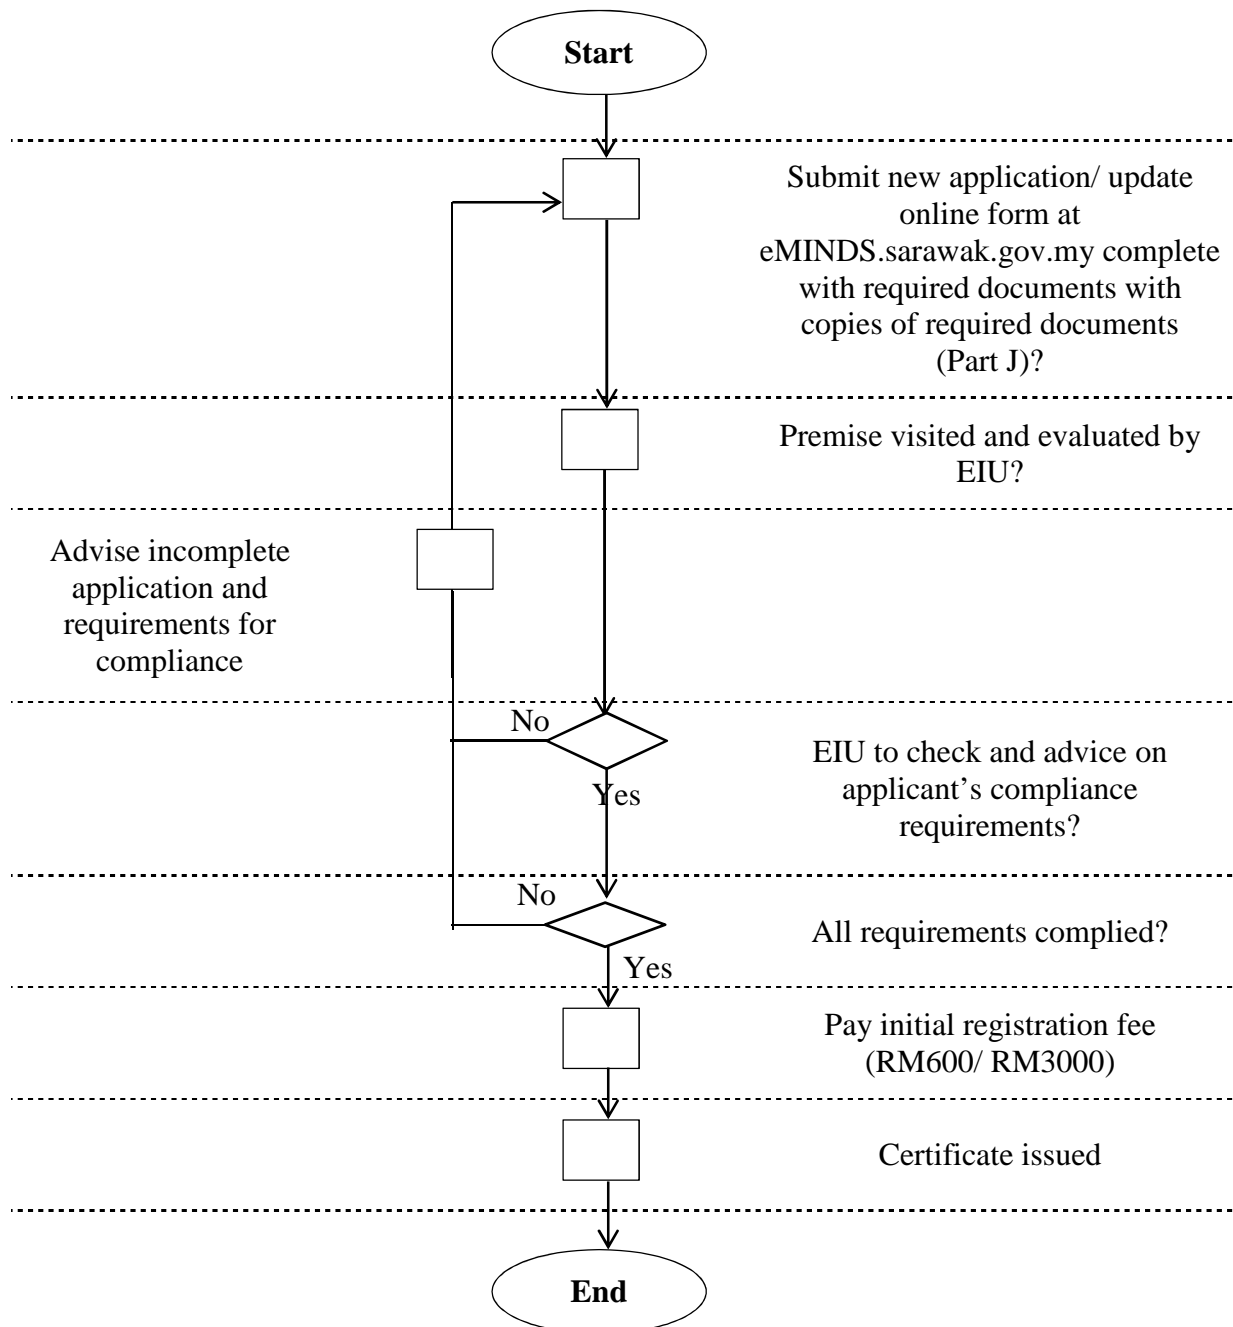 Start
Submit new application/ update
online form at
eMINDS.sarawak.gov.my complete
with required documents with
copies of required documents
(Part J)?
Premise visited and evaluated by
EIU?
Advise incomplete
application and
requirements for
compliance
No
Yes
EIU to check and advice on
applicant’s compliance
requirements?
No
Yes
All requirements complied?
Pay initial registration fee
(RM600/ RM3000)
Certificate issued
End